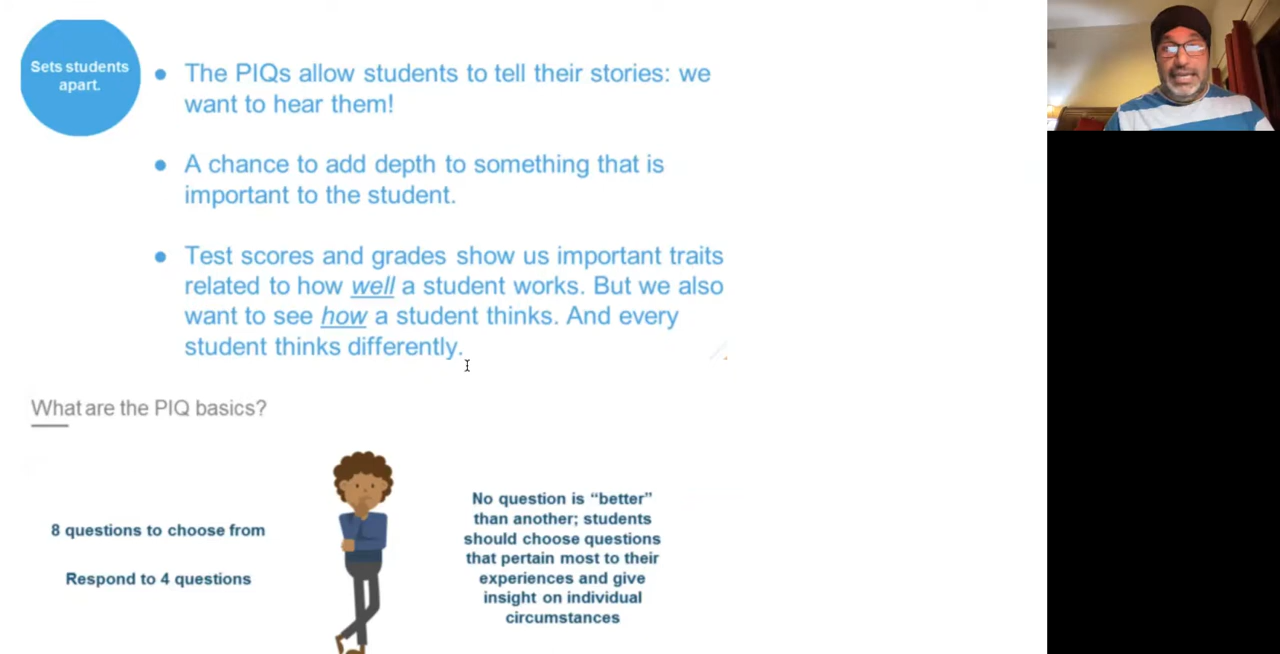 Sets students
apart.
The PIQs allow students to tell their stories: we
want to hear them!
A chance to add depth to something that is
important to the student.
Test scores and grades show us important traits
related to how well a student works. But we also
want to see how a student thinks. And every
student thinks differently.
What are the PIQ basics?
8 questions to choose from
Respond to 4 questions
No question is “better”
than another; students
should choose questions
that pertain most to their
experiences and give
insight on individual
circumstances